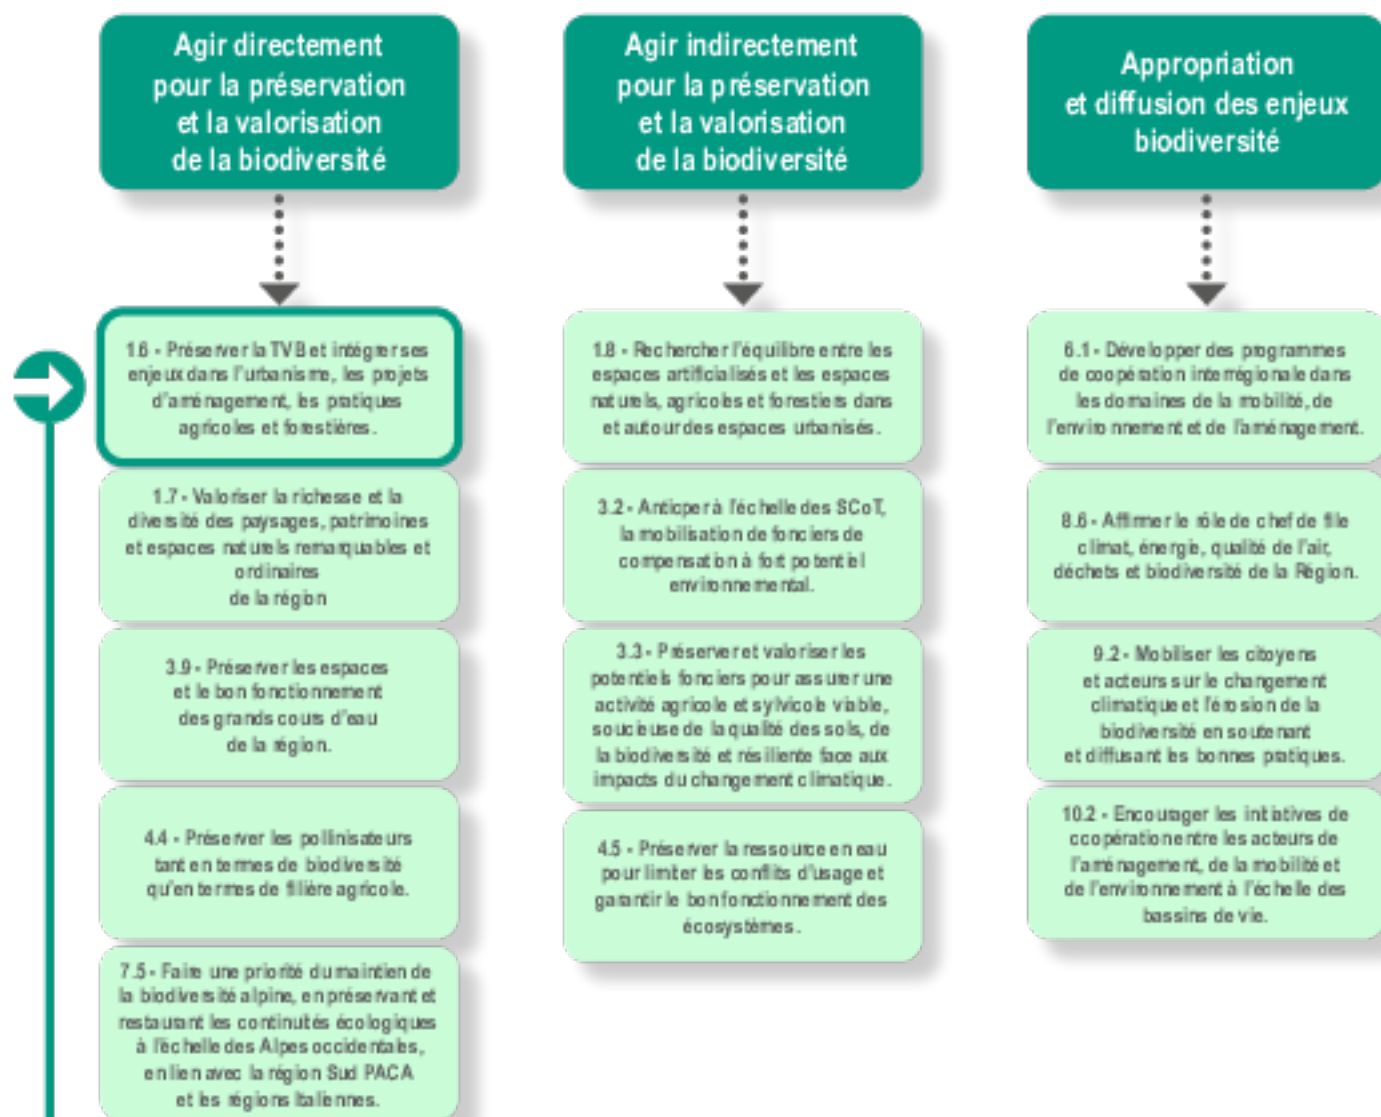 Agir directement
pour la préservation
et la valorisation
de la biodiversité
1.6 - Préserver la TVB et intégrer ses
enjeux dans l'urbanisme, les projets
d'aménagement, les pratiques
agricoles et forestières.
1.7 - Valoriser la richesse et la
diversité des paysages, patrimoines
et espaces naturels remarquables et
ordinaires
de la région
3.9 - Préserver les espaces
et le bon fonctionnement
des grands cours d'eau
de la région.
4.4 - Préserver les pollinisateurs
tant en termes de biodiversité
qu'en termes de filière agricole.
7.5 - Faire une priorité du maintien de
la biodiversité alpine, en préservant et
restaurant les continuités écologiques
à l'échelle des Alpes occidentales,
en lien avec la région Sud PACA
et les régions Italiennes.
Agir indirectement
pour la préservation
et la valorisation
de la biodiversité
1.8 - Rechercher l'équilibre entre les
espaces artificialisés et les espaces
naturels, agricoles et forestiers dans
et autour des espaces urbanisés.
3.2 - Anticper à l'échelle des SCoT,
la mobilisation de fonciers de
compensation à fort potentiel
environnemental.
3.3 - Préserver et valoriser les
potentiels fonciers pour assurer une
activité agricole et sylvicole viable,
soucieuse de la qualité des sols, de
la biodiversité et résiliente face aux
impacts du changement climatique.
4.5 - Préserver la ressource en eau
pour limiter les conflits d'usage et
garantir le bon fonctionnement des
écosystèmes.
Appropriation
et diffusion des enjeux
biodiversité
6.1 - Développer des programmes
de coopération interrégionale dans
les domaines de la mobilité, de
l'environnement et de l'aménagement.
8.6 - Affirmer le rôle de chef de file
climat, énergie, qualité de l'air,
déchets et biodiversité de la Région.
9.2 - Mobiliser les citoyens
et acteurs sur le changement
climatique et l'érosion de la
biodiversité en soutenant
et diffusant les bonnes pratiques.
10.2 - Encourager les initiatives de
coopération entre les acteurs de
l'aménagement, de la mobilité et
de l'environnement à l'échelle des
bassins de vie.